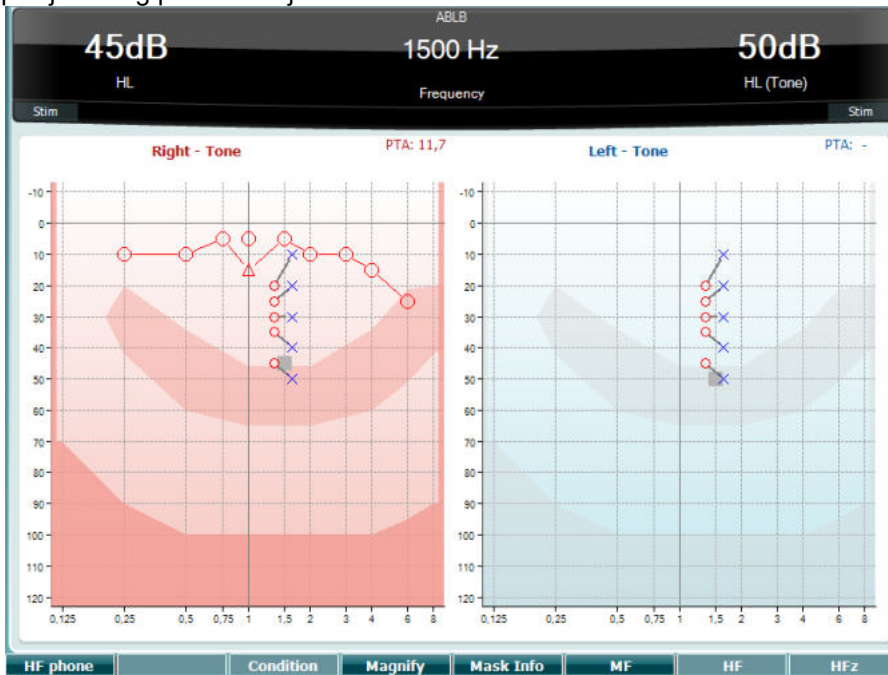 ABLB
45dB 1500 Hz 50dB
HL Frequency HL (Tone)
Stim Stim
Right - Tone PTA: 11,7 Left - Tone PTA: -
-10 -10
0 0
10 10
20 20
30 30
40 40
50 50
60 60
70 70
80 80
90 90
100 100
110 110
120 120
0,125 0,25 0,5 0,75 1 1,5 2 3 4 6 8 0,125 0,25 0,5 0,75 1 1,5 2 3 4 6 8
HF phone Condition Magnify Mask Info MF HF HFz